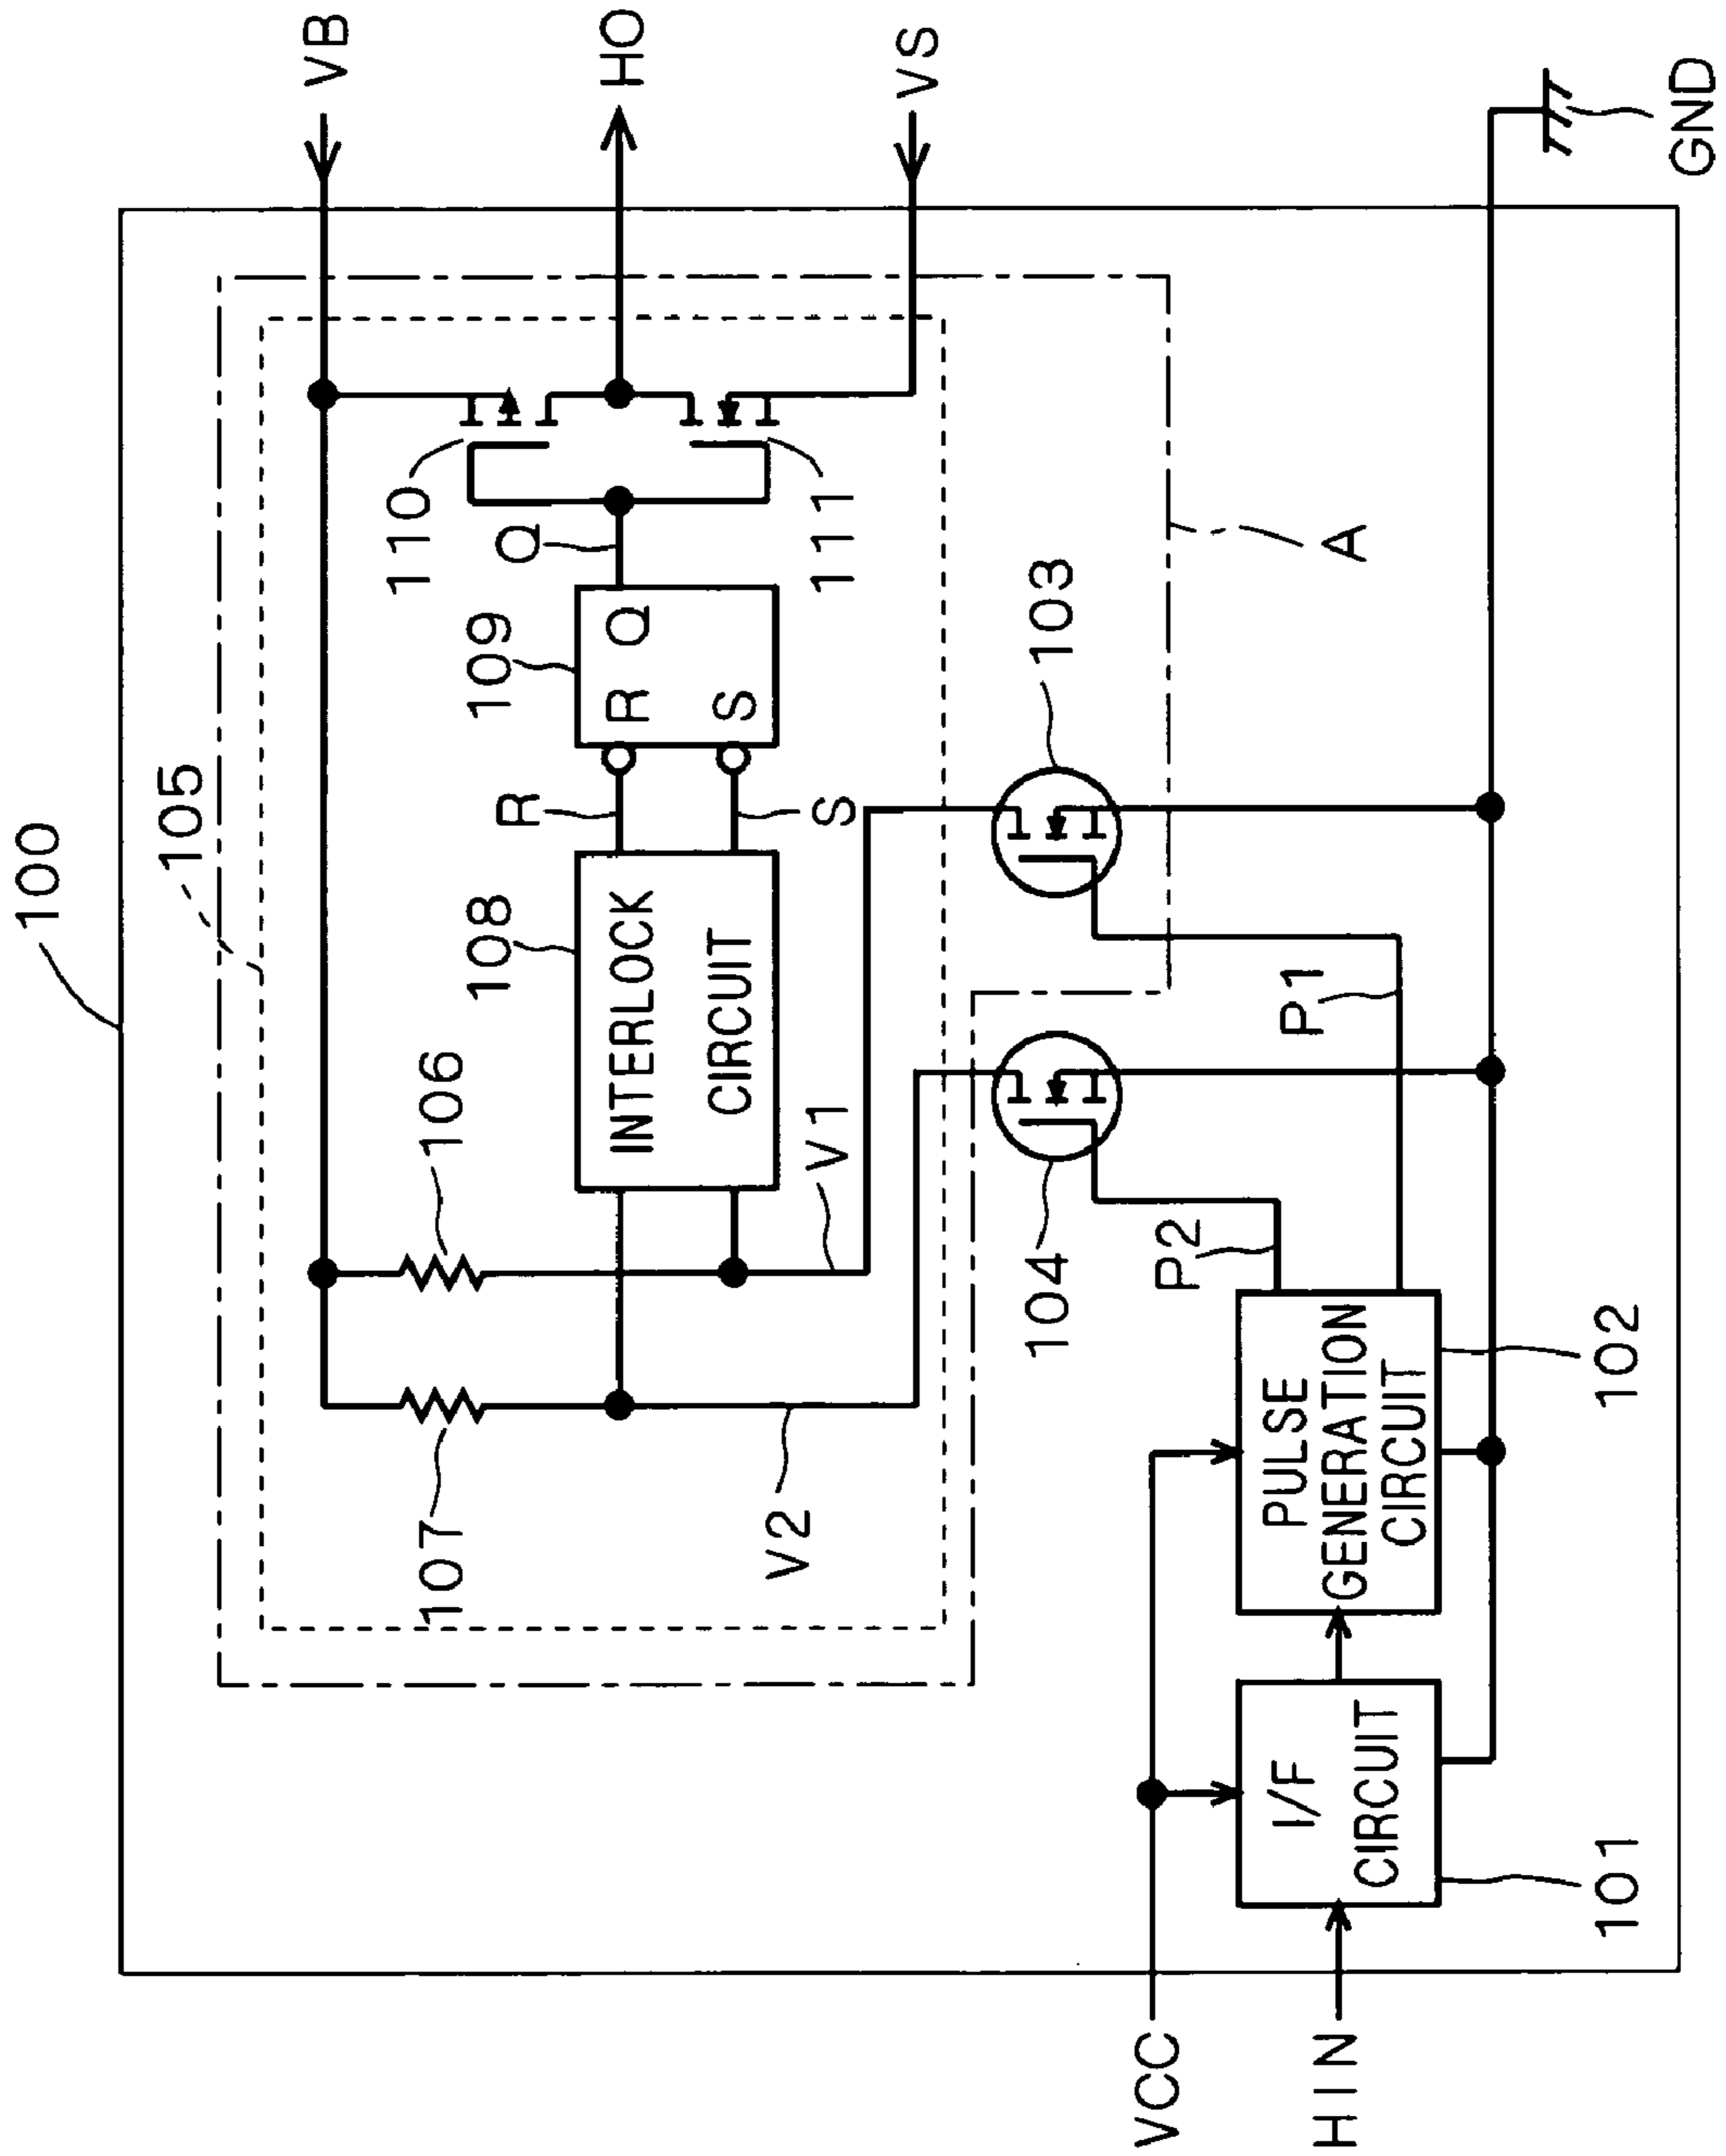 100
105
VB
HO
VS
GND
107
106
108
109
110
Q
R
S
INTERLOCK
CIRCUIT
R Q
S
111
V2
V1
104
103
A
P2
P1
VCC
HIN
I/F
CIRCUIT
101
PULSE
GENERATION
CIRCUIT
102